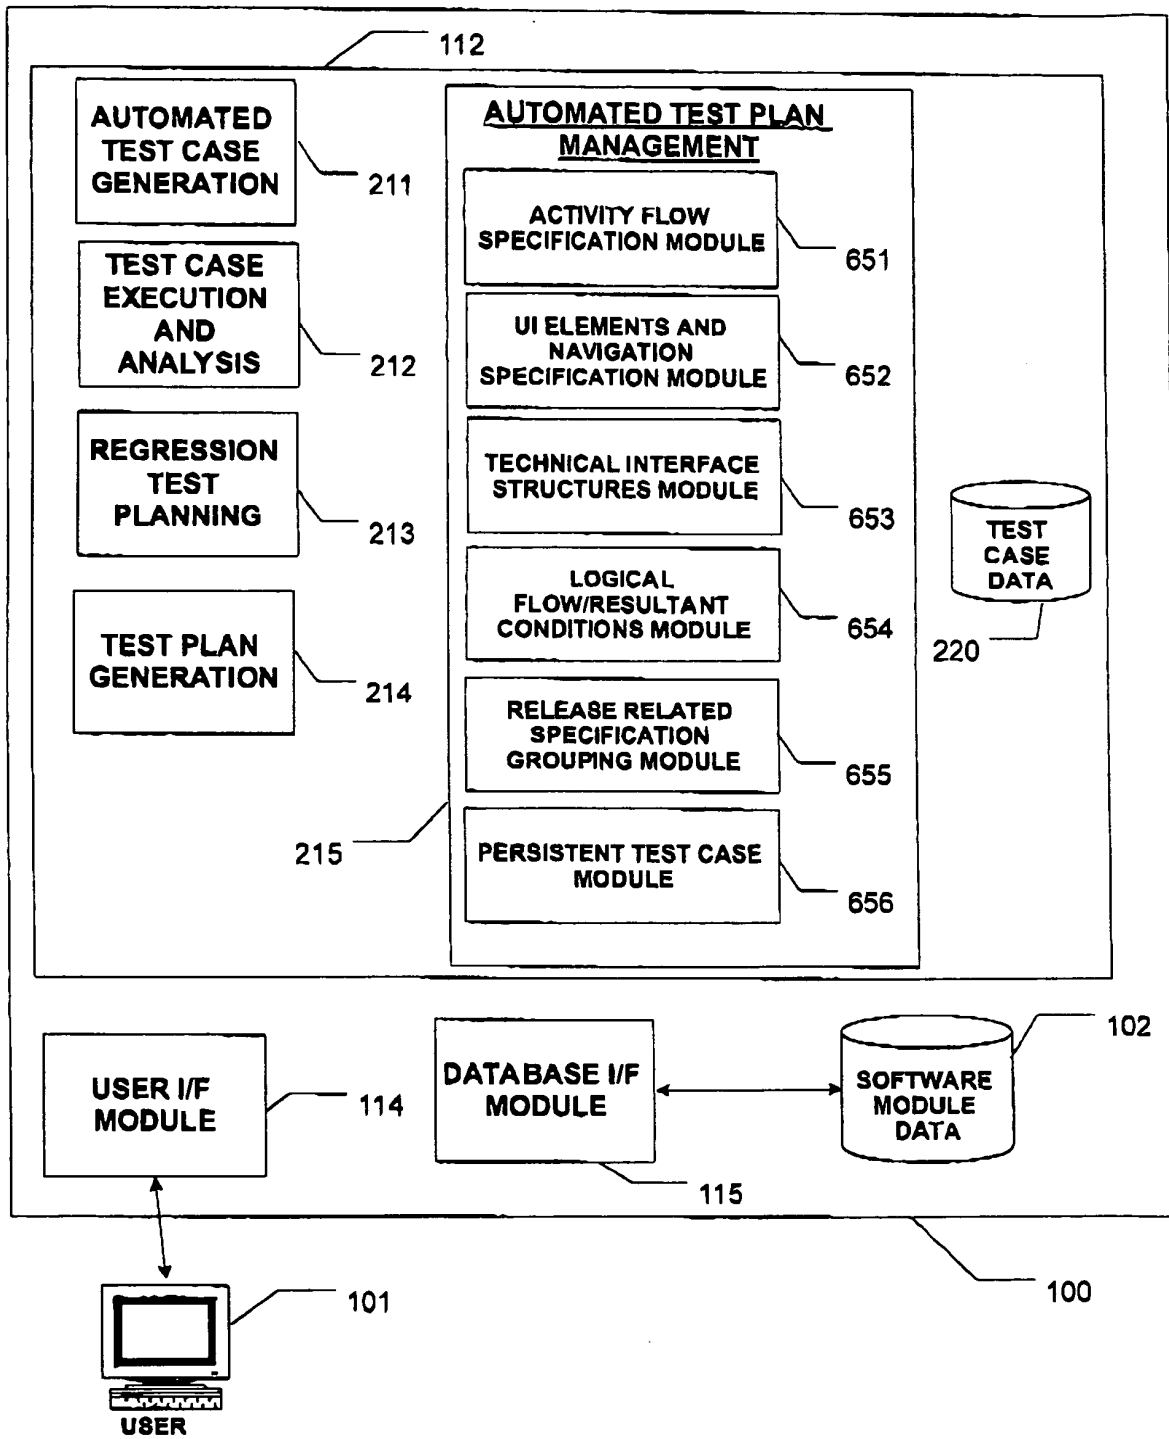 112
AUTOMATED
TEST CASE
GENERATION
211
TEST CASE
EXECUTION
AND
ANALYSIS
212
REGRESSION
TEST
PLANNING
213
TEST PLAN
GENERATION
214
AUTOMATED TEST PLAN
MANAGEMENT
ACTIVITY FLOW
SPECIFICATION MODULE
651
UI ELEMENTS AND
NAVIGATION
SPECIFICATION MODULE
652
TECHNICAL INTERFACE
STRUCTURES MODULE
653
LOGICAL
FLOW/RESULTANT
CONDITIONS MODULE
654
RELEASE RELATED
SPECIFICATION
GROUPING MODULE
655
215
PERSISTENT TEST CASE
MODULE
656
TEST
CASE
DATA
220
USER I/F
MODULE
114
DATABASE I/F
MODULE
115
SOFTWARE
MODULE
DATA
102
100
101
USER